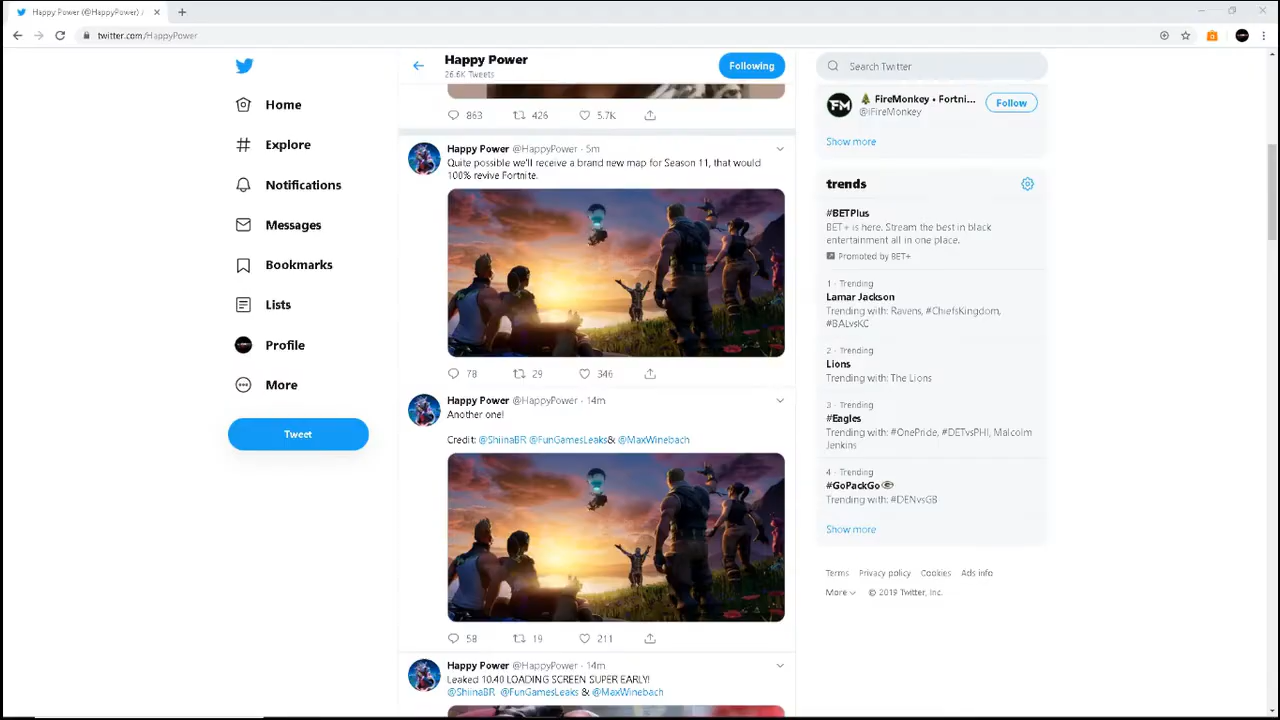 Happy Power (@HappyPower) /
twitter.com/HappyPower
Home
Explore
Notifications
Messages
Bookmarks
Lists
Profile
More
Tweet
Happy Power
26.6K Tweets
Following
863 426 5.7K
Happy Power @HappyPower · 5m
Quite possible we'll receive a brand new map for Season 11, that would
100% revive Fortnite.
78 29 346
Happy Power @HappyPower · 14m
Another one!
Credit: @ShiinaBR @FunGamesLeaks& @MaxWinebach
58 19 211
Happy Power @HappyPower · 14m
Leaked 10.40 LOADING SCREEN SUPER EARLY!
@ShiinaBR @FunGamesLeaks & @MaxWinebach
Search Twitter
FM
🎄 FireMonkey • Fortni...
@iFireMonkey
Follow
Show more
trends
#BETPlus
BET+ is here. Stream the best in black
entertainment all in one place.
Promoted by BET+
1 · Trending
Lamar Jackson
Trending with: Ravens, #ChiefsKingdom,
#BALvsKC
2 · Trending
Lions
Trending with: The Lions
3 · Trending
#Eagles
Trending with: #OnePride, #DETvsPHI, Malcolm
Jenkins
4 · Trending
#GoPackGo
Trending with: #DENvsGB
Show more
Terms Privacy policy Cookies Ads info
More © 2019 Twitter, Inc.